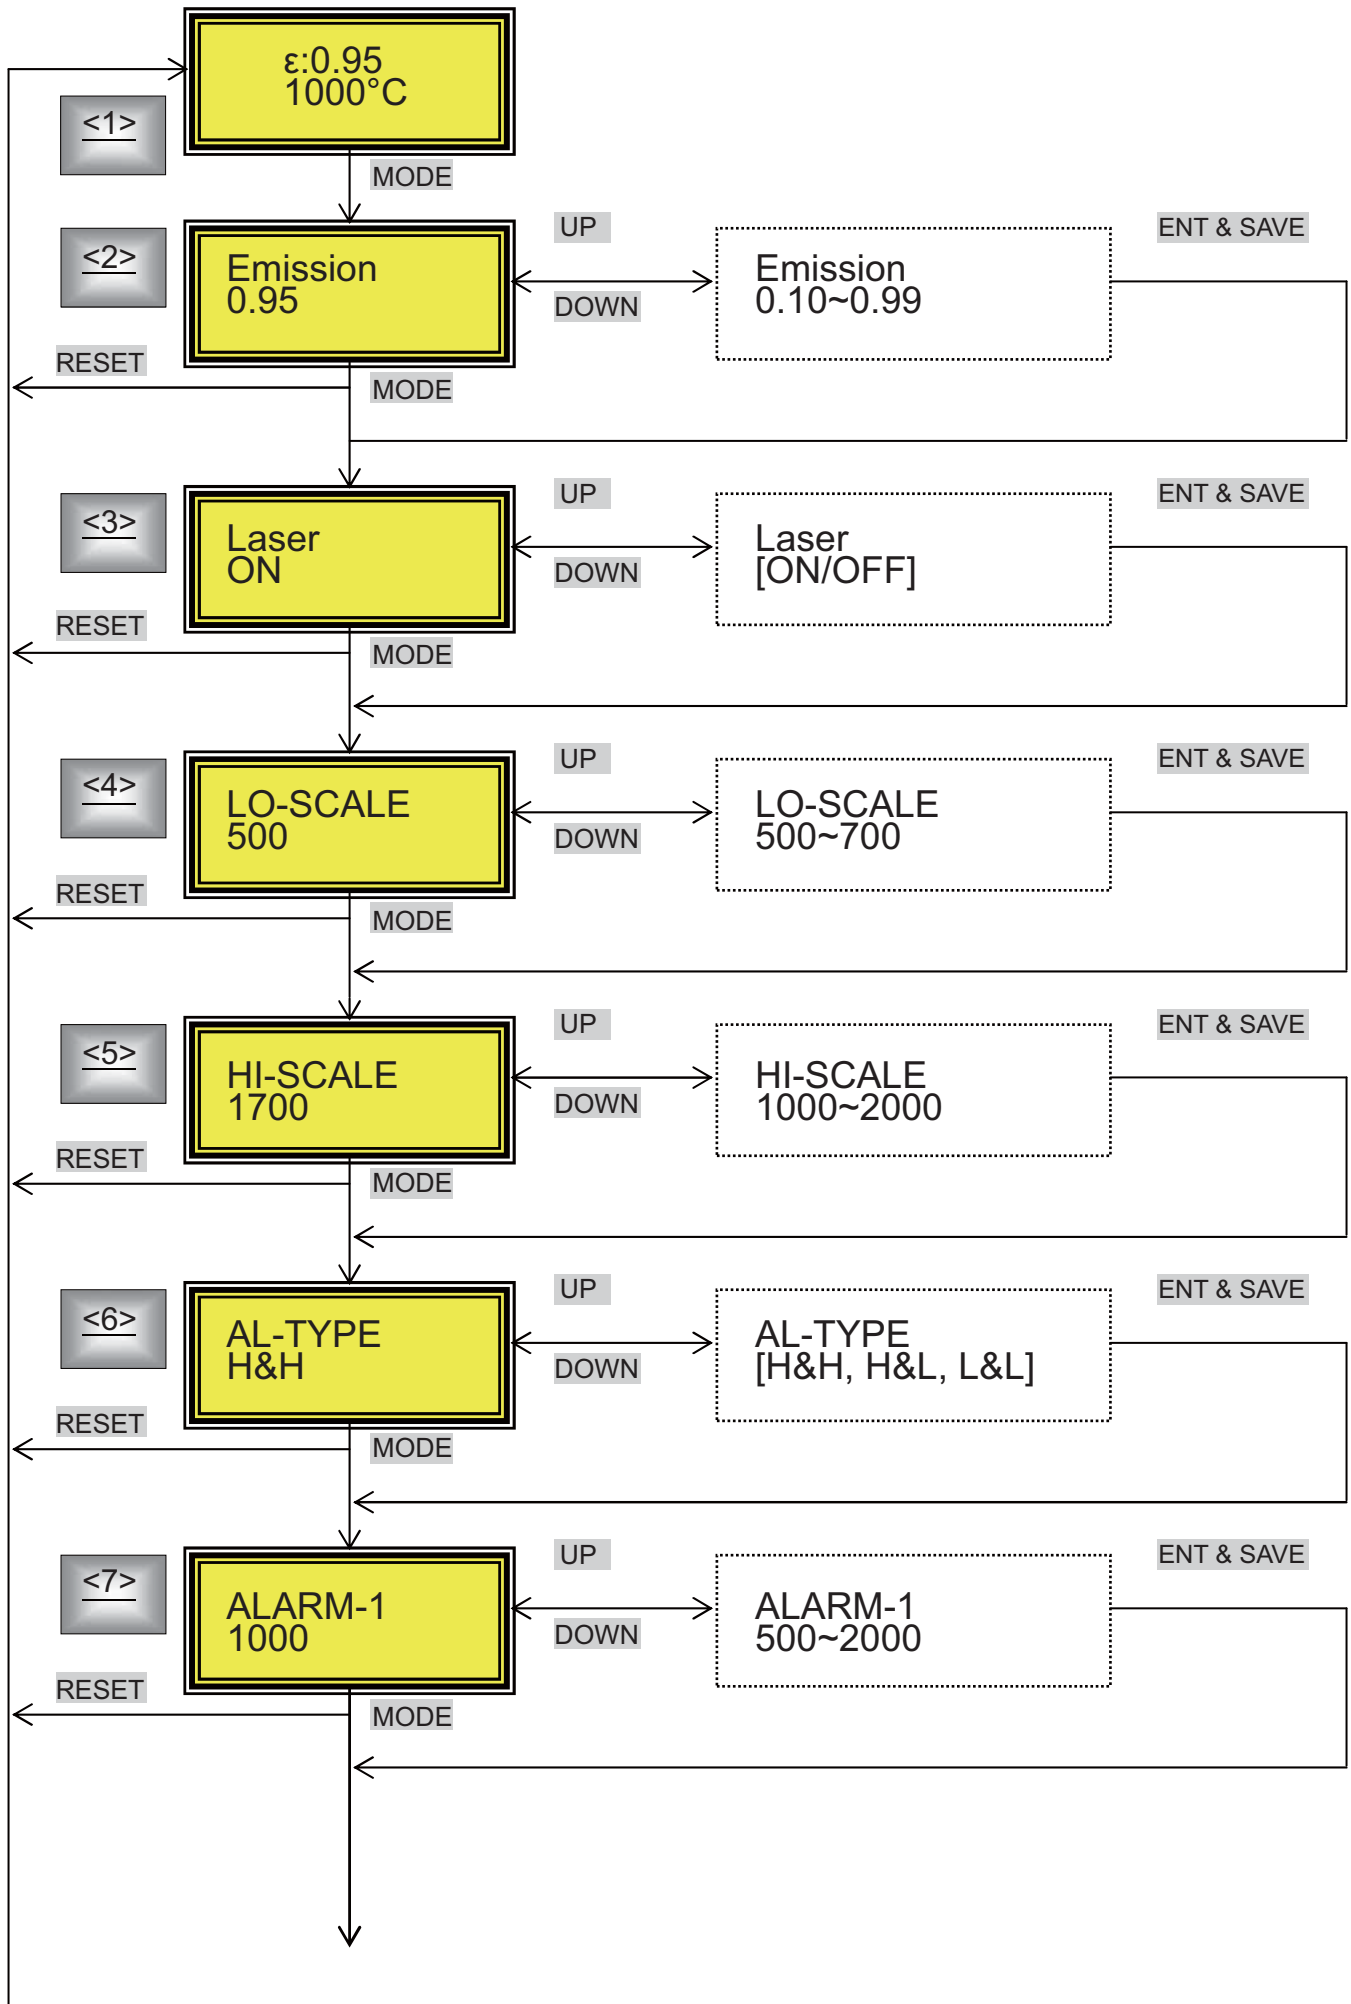 ε:0.95
1000°C
<1>
MODE
<2>
Emission
0.95
UP
DOWN
Emission
0.10~0.99
ENT & SAVE
RESET
MODE
<3>
Laser
ON
UP
DOWN
Laser
[ON/OFF]
ENT & SAVE
RESET
MODE
<4>
LO-SCALE
500
UP
DOWN
LO-SCALE
500~700
ENT & SAVE
RESET
MODE
<5>
HI-SCALE
1700
UP
DOWN
HI-SCALE
1000~2000
ENT & SAVE
RESET
MODE
<6>
AL-TYPE
H&H
UP
DOWN
AL-TYPE
[H&H, H&L, L&L]
ENT & SAVE
RESET
MODE
<7>
ALARM-1
1000
UP
DOWN
ALARM-1
500~2000
ENT & SAVE
RESET
MODE